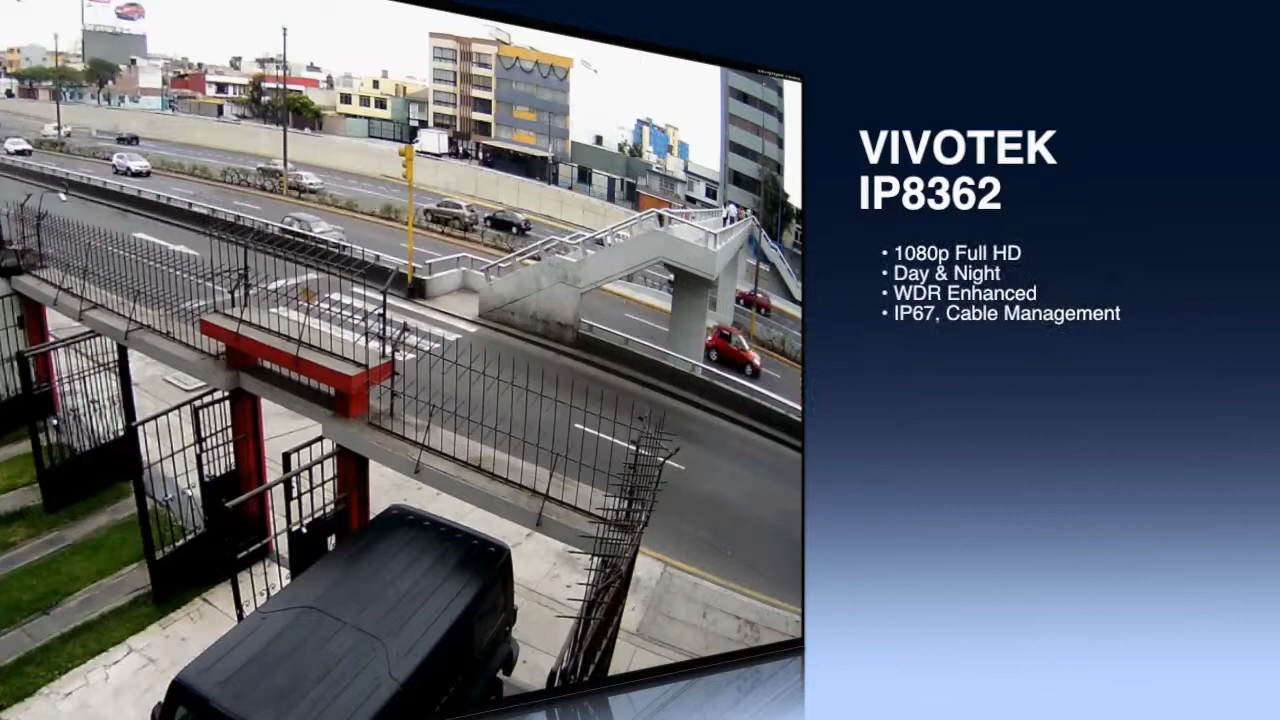 VIVOTEK
IP8362
• 1080p Full HD
• Day & Night
• WDR Enhanced
• IP67, Cable Management